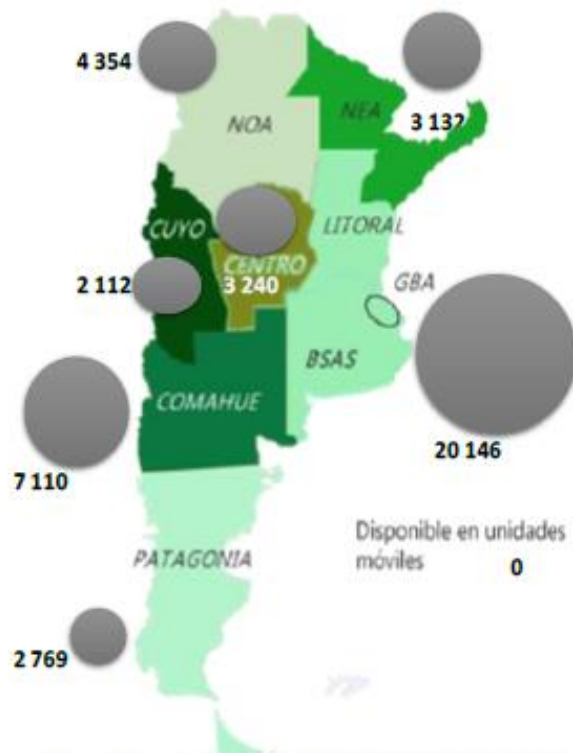 4 354
NOA
NEA
3 132
CUYO
LITORAL
CENTRO
GBA
2 112
3 240
BSAS
COMAHUE
20 146
7 110
Disponible en unidades
móviles 0
PATAGONIA
2 769